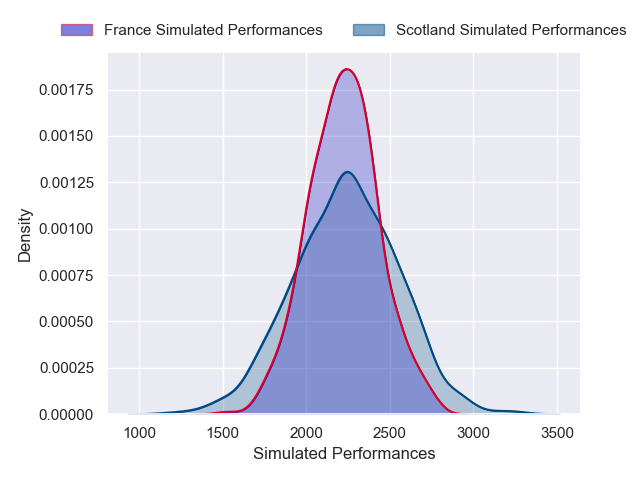 France Simulated Performances Scotland Simulated Performances
0.00175
0.00150
0.00125
0.00100
0.00075
0.00050
0.00025
0.00000
Density
1000 1500 2000 2500 3000 3500
Simulated Performances